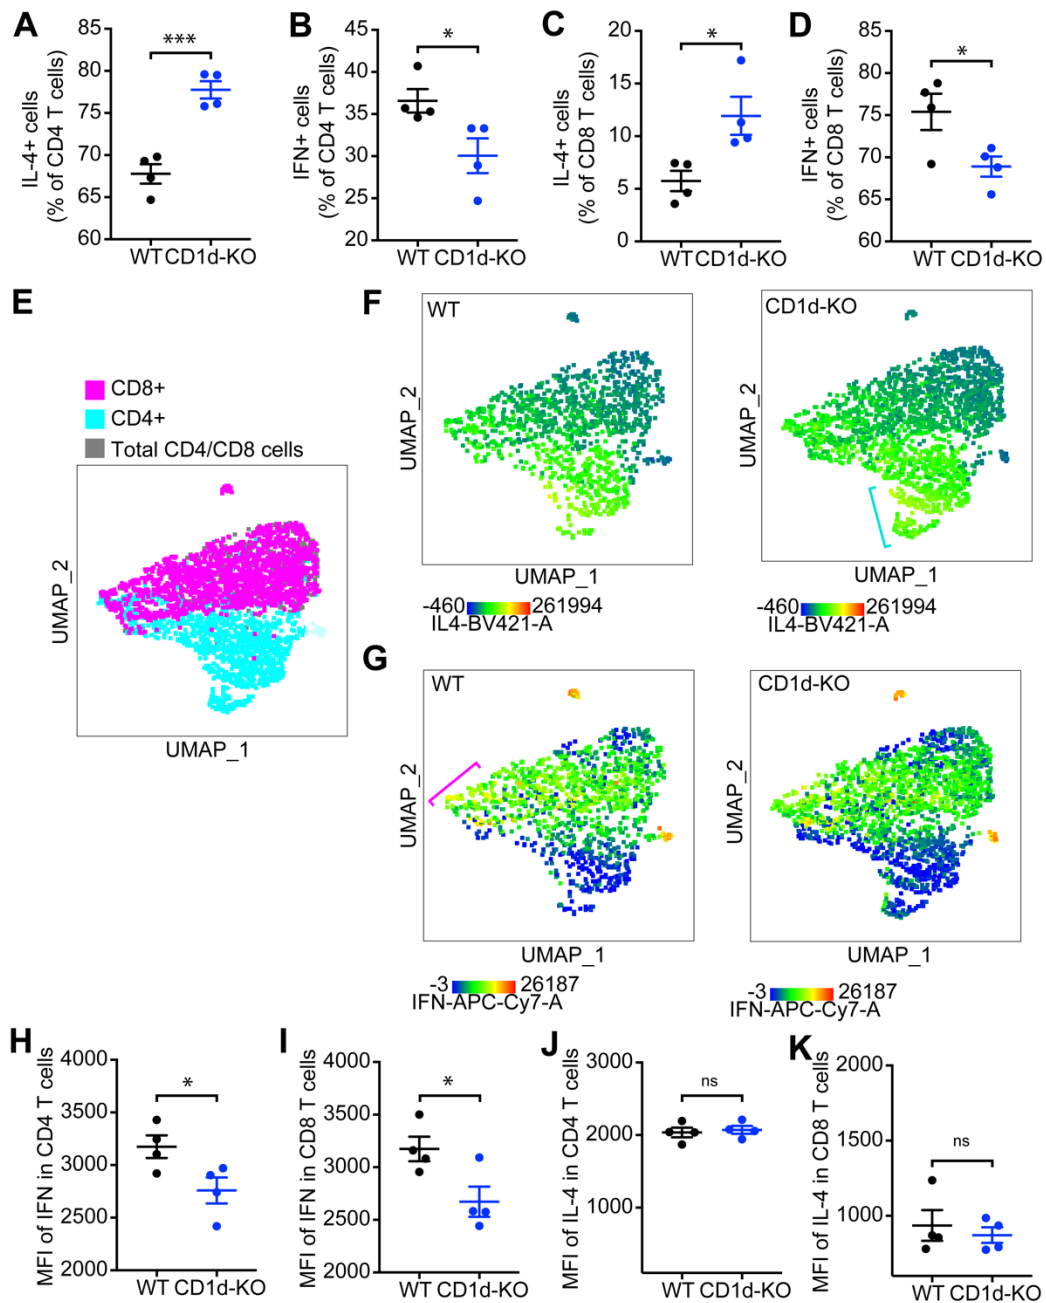 A
IL-4+ cells
(% of CD4 T cells)
85
80
75
70
65
60
***
WT CD1d-KO
B
IFN+ cells
(% of CD4 T cells)
45
40
35
30
25
20
*
WT CD1d-KO
C
IL-4+ cells
(% of CD8 T cells)
20
15
10
5
0
*
WT CD1d-KO
D
IFN+ cells
(% of CD8 T cells)
85
80
75
70
65
60
*
WT CD1d-KO
E
CD8+
CD4+
Total CD4/CD8 cells
UMAP_2
UMAP_1
F
WT
UMAP_2
UMAP_1
-460 261994
IL4-BV421-A
CD1d-KO
UMAP_2
UMAP_1
-460 261994
IL4-BV421-A
G
WT
UMAP_2
UMAP_1
-3 26187
IFN-APC-Cy7-A
CD1d-KO
UMAP_2
UMAP_1
-3 26187
IFN-APC-Cy7-A
H
MFI of IFN in CD4 T cells
4000
3500
3000
2500
2000
*
WT CD1d-KO
I
MFI of IFN in CD8 T cells
4000
3500
3000
2500
2000
*
WT CD1d-KO
J
MFI of IL-4 in CD4 T cells
3000
2000
1000
ns
WT CD1d-KO
K
MFI of IL-4 in CD8 T cells
2000
1500
1000
ns
WT CD1d-KO